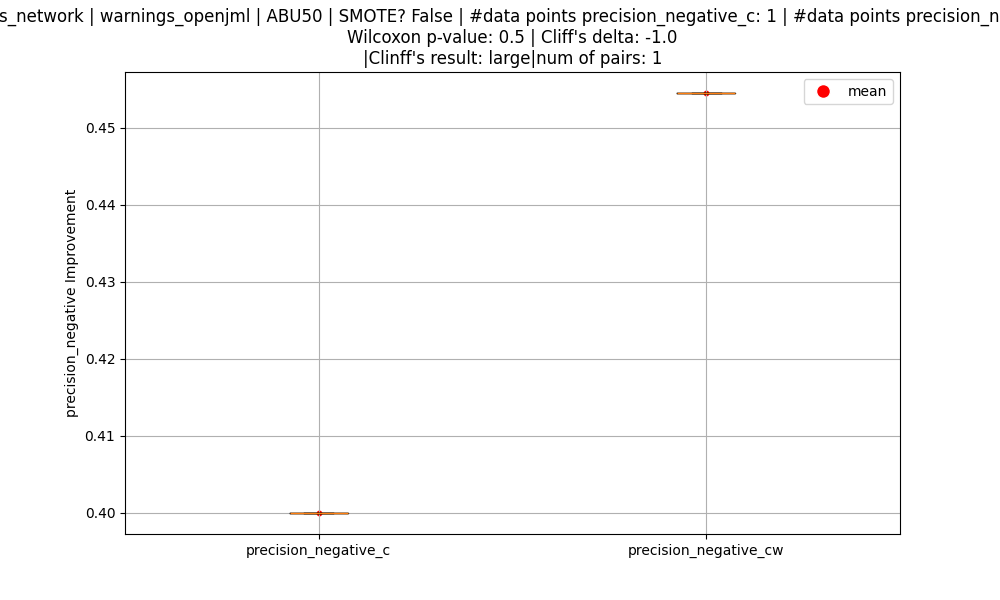 s_network | warnings_openjml | ABU50 | SMOTE? False | #data points precision_negative_c: 1 | #data points precision_n
Wilcoxon p-value: 0.5 | Cliff's delta: -1.0
|Clinff's result: large|num of pairs: 1
mean
precision_negative Improvement
0.45
0.44
0.43
0.42
0.41
0.40
precision_negative_c
precision_negative_cw